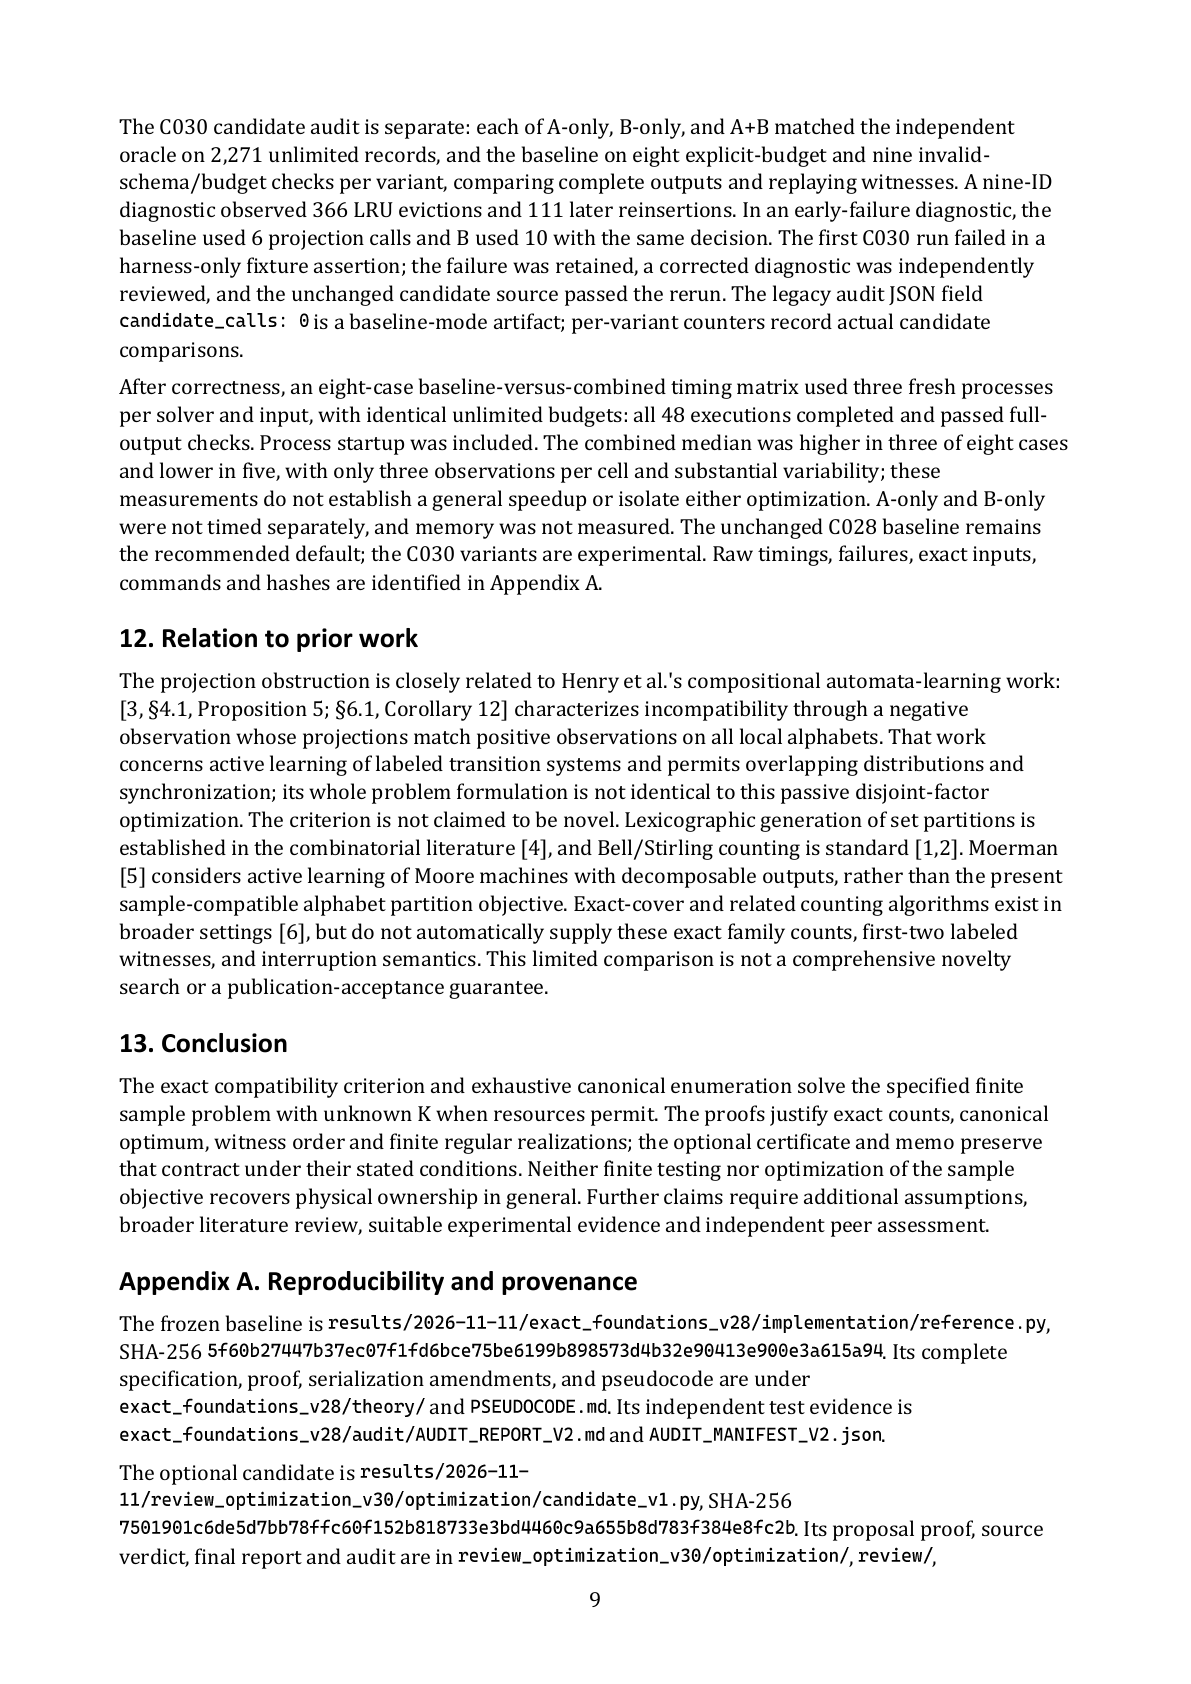 The C030 candidate audit is separate: each of A-only, B-only, and A+B matched the independent
oracle on 2,271 unlimited records, and the baseline on eight explicit-budget and nine invalid-
schema/budget checks per variant, comparing complete outputs and replaying witnesses. A nine-ID
diagnostic observed 366 LRU evictions and 111 later reinsertions. In an early-failure diagnostic, the
baseline used 6 projection calls and B used 10 with the same decision. The first C030 run failed in a
harness-only fixture assertion; the failure was retained, a corrected diagnostic was independently
reviewed, and the unchanged candidate source passed the rerun. The legacy audit JSON field
candidate_calls: 0 is a baseline-mode artifact; per-variant counters record actual candidate
comparisons.
After correctness, an eight-case baseline-versus-combined timing matrix used three fresh processes
per solver and input, with identical unlimited budgets: all 48 executions completed and passed full-
output checks. Process startup was included. The combined median was higher in three of eight cases
and lower in five, with only three observations per cell and substantial variability; these
measurements do not establish a general speedup or isolate either optimization. A-only and B-only
were not timed separately, and memory was not measured. The unchanged C028 baseline remains
the recommended default; the C030 variants are experimental. Raw timings, failures, exact inputs,
commands and hashes are identified in Appendix A.
12. Relation to prior work
The projection obstruction is closely related to Henry et al.'s compositional automata-learning work:
[3, §4.1, Proposition 5; §6.1, Corollary 12] characterizes incompatibility through a negative
observation whose projections match positive observations on all local alphabets. That work
concerns active learning of labeled transition systems and permits overlapping distributions and
synchronization; its whole problem formulation is not identical to this passive disjoint-factor
optimization. The criterion is not claimed to be novel. Lexicographic generation of set partitions is
established in the combinatorial literature [4], and Bell/Stirling counting is standard [1,2]. Moerman
[5] considers active learning of Moore machines with decomposable outputs, rather than the present
sample-compatible alphabet partition objective. Exact-cover and related counting algorithms exist in
broader settings [6], but do not automatically supply these exact family counts, first-two labeled
witnesses, and interruption semantics. This limited comparison is not a comprehensive novelty
search or a publication-acceptance guarantee.
13. Conclusion
The exact compatibility criterion and exhaustive canonical enumeration solve the specified finite
sample problem with unknown K when resources permit. The proofs justify exact counts, canonical
optimum, witness order and finite regular realizations; the optional certificate and memo preserve
that contract under their stated conditions. Neither finite testing nor optimization of the sample
objective recovers physical ownership in general. Further claims require additional assumptions,
broader literature review, suitable experimental evidence and independent peer assessment.
Appendix A. Reproducibility and provenance
The frozen baseline is results/2026-11-11/exact_foundations_v28/implementation/reference.py,
SHA-256 5f60b27447b37ec07f1fd6bce75be6199b898573d4b32e90413e900e3a615a94. Its complete
specification, proof, serialization amendments, and pseudocode are under
exact_foundations_v28/theory/ and PSEUDOCODE.md. Its independent test evidence is
exact_foundations_v28/audit/AUDIT_REPORT_V2.md and AUDIT_MANIFEST_V2.json.
The optional candidate is results/2026-11-
11/review_optimization_v30/optimization/candidate_v1.py, SHA-256
7501901c6de5d7bb78ffc60f152b818733e3bd4460c9a655b8d783f384e8fc2b. Its proposal proof, source
verdict, final report and audit are in review_optimization_v30/optimization/, review/,
9